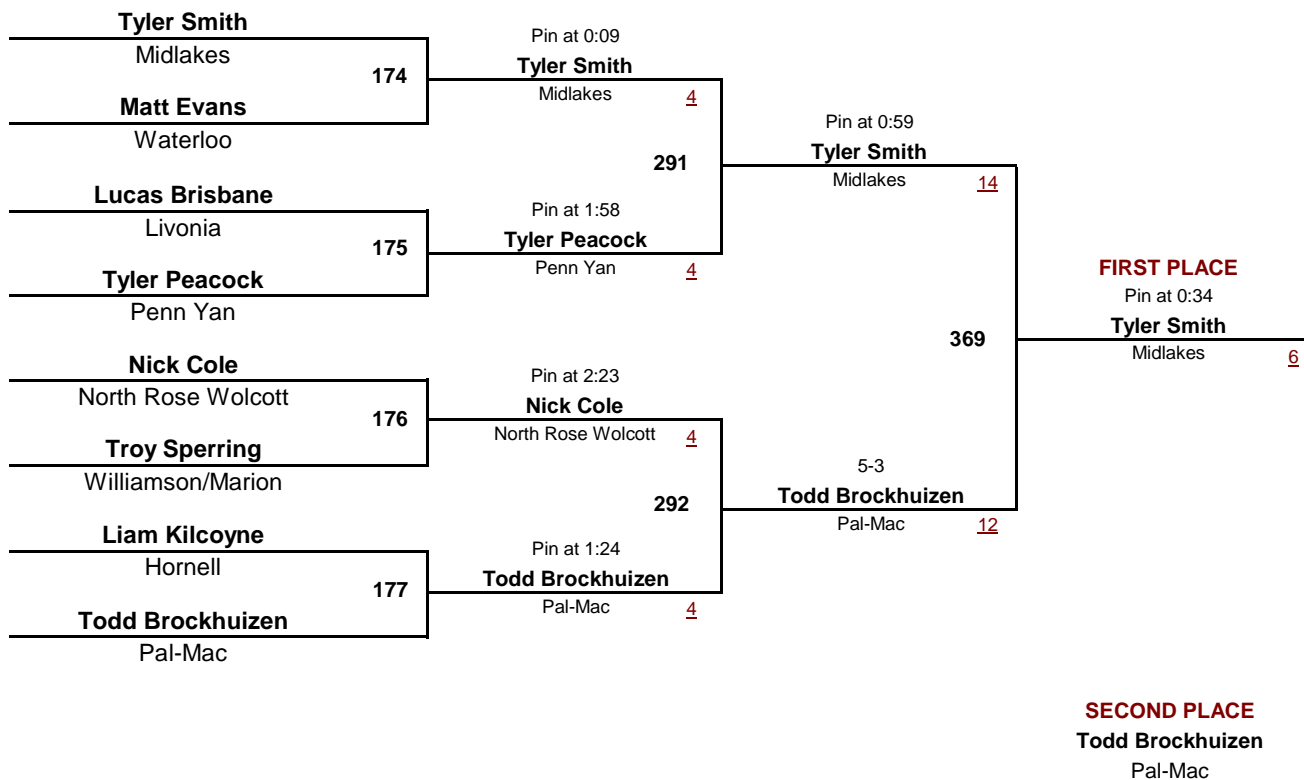 Tyler Smith
Midlakes
174
Matt Evans
Waterloo
Lucas Brisbane
Livonia
175
Tyler Peacock
Penn Yan
Nick Cole
North Rose Wolcott
176
Troy Sperring
Williamson/Marion
Liam Kilcoyne
Hornell
177
Todd Brockhuizen
Pal-Mac
Pin at 0:09
Tyler Smith
Midlakes 4
291
Pin at 1:58
Tyler Peacock
Penn Yan 4
Pin at 2:23
Nick Cole
North Rose Wolcott 4
292
Pin at 1:24
Todd Brockhuizen
Pal-Mac 4
Pin at 0:59
Tyler Smith
Midlakes 14
369
5-3
Todd Brockhuizen
Pal-Mac 12
FIRST PLACE
Pin at 0:34
Tyler Smith
Midlakes 6
SECOND PLACE
Todd Brockhuizen
Pal-Mac